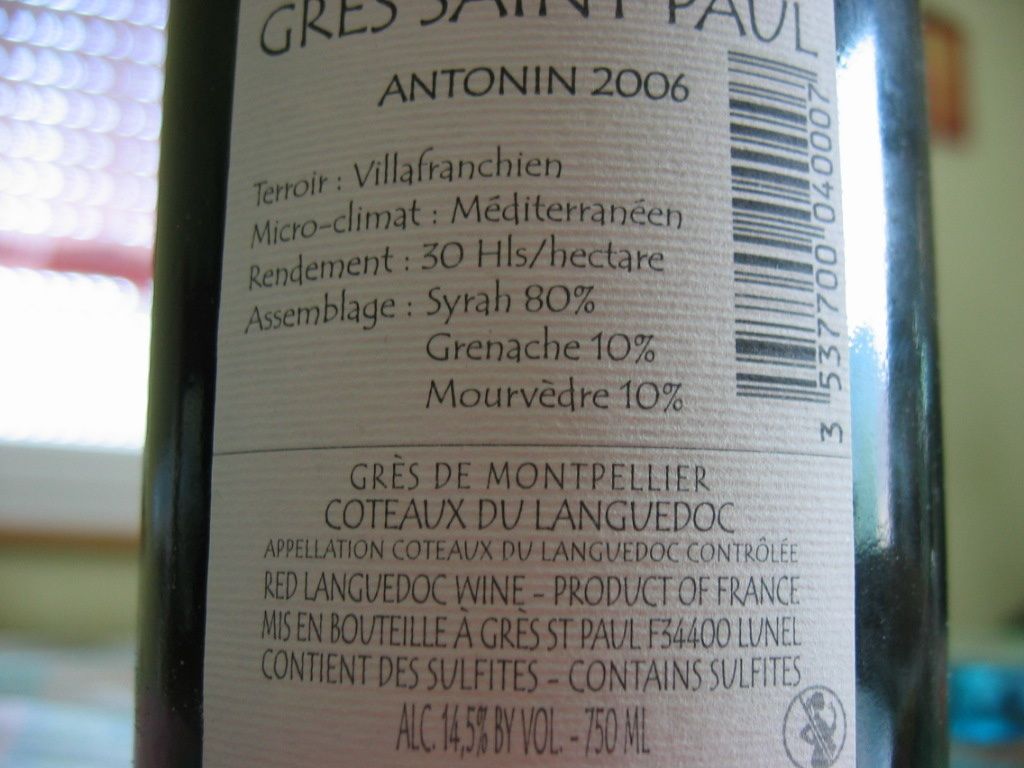 GRÈS SAINT PAUL
ANTONIN 2006
Terroir : Villafranchien
Micro-climat : Méditerranéen
Rendement : 30 Hls/hectare
Assemblage : Syrah 80%
Grenache 10%
Mourvèdre 10%
3 537700 040007
GRÈS DE MONTPELLIER
COTEAUX DU LANGUEDOC
APPELLATION COTEAUX DU LANGUEDOC CONTRÔLÉE
RED LANGUEDOC WINE - PRODUCT OF FRANCE
MIS EN BOUTEILLE À GRÈS ST PAUL F34400 LUNEL
CONTIENT DES SULFITES - CONTAINS SULFITES
ALC. 14,5% BY VOL. - 750 ML